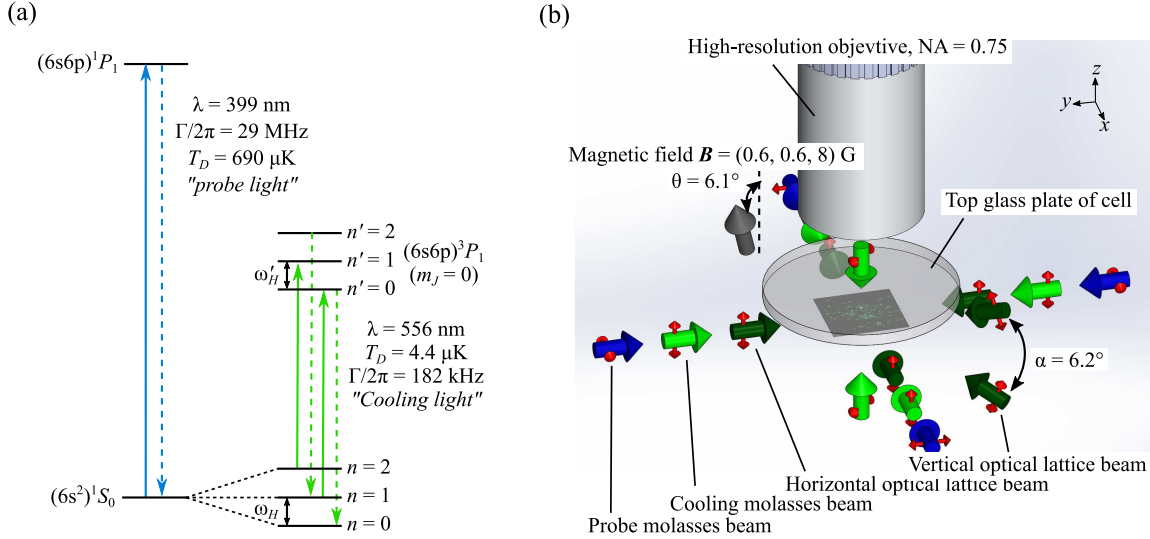 (a)
(6s6p)¹P₁
λ = 399 nm
Γ/2π = 29 MHz
T_D = 690 μK
"probe light"
n′ = 2
n′ = 1
n′ = 0
(6s6p)³P₁
(m_J = 0)
ω′_H
λ = 556 nm
T_D = 4.4 μK
Γ/2π = 182 kHz
"Cooling light"
n = 2
n = 1
n = 0
(6s²)¹S₀
ω_H
(b)
High-resolution objevtive, NA = 0.75
z
y
x
Magnetic field B = (0.6, 0.6, 8) G
θ = 6.1°
Top glass plate of cell
α = 6.2°
Vertical optical lattice beam
Horizontal optical lattice beam
Cooling molasses beam
Probe molasses beam